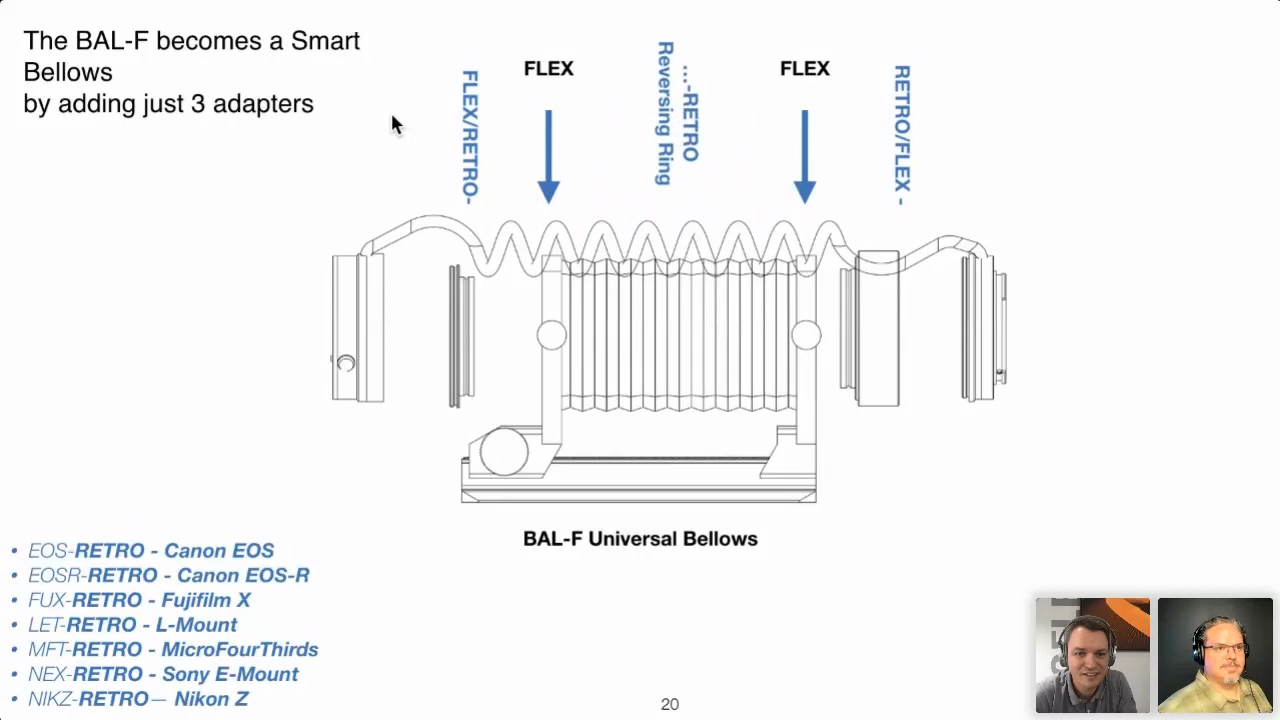 The BAL-F becomes a Smart
Bellows
by adding just 3 adapters
FLEX/RETRO-
FLEX
...-RETRO
Reversing Ring
FLEX
RETRO/FLEX -
BAL-F Universal Bellows
• EOS-RETRO - Canon EOS
• EOSR-RETRO - Canon EOS-R
• FUX-RETRO - Fujifilm X
• LET-RETRO - L-Mount
• MFT-RETRO - MicroFourThirds
• NEX-RETRO - Sony E-Mount
• NIKZ-RETRO— Nikon Z
20